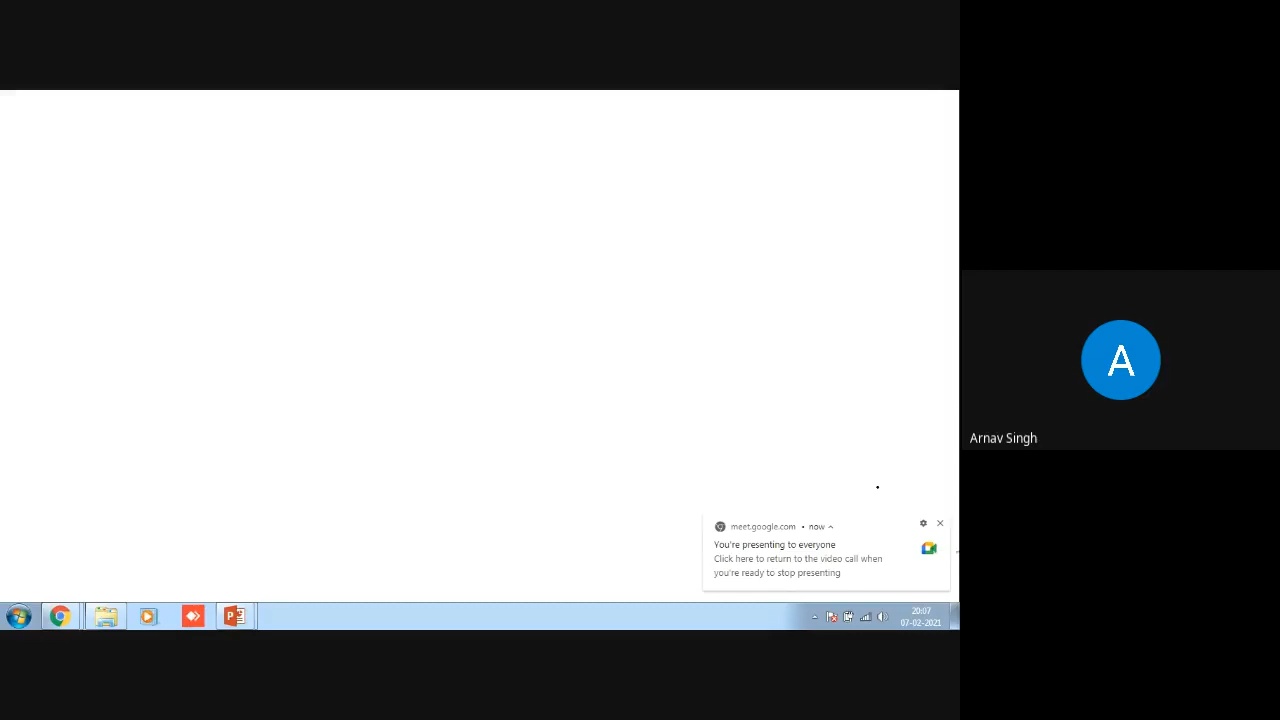 meet.google.com • now
You're presenting to everyone
Click here to return to the video call when
you're ready to stop presenting
A
Arnav Singh
P
20:07
07-02-2021